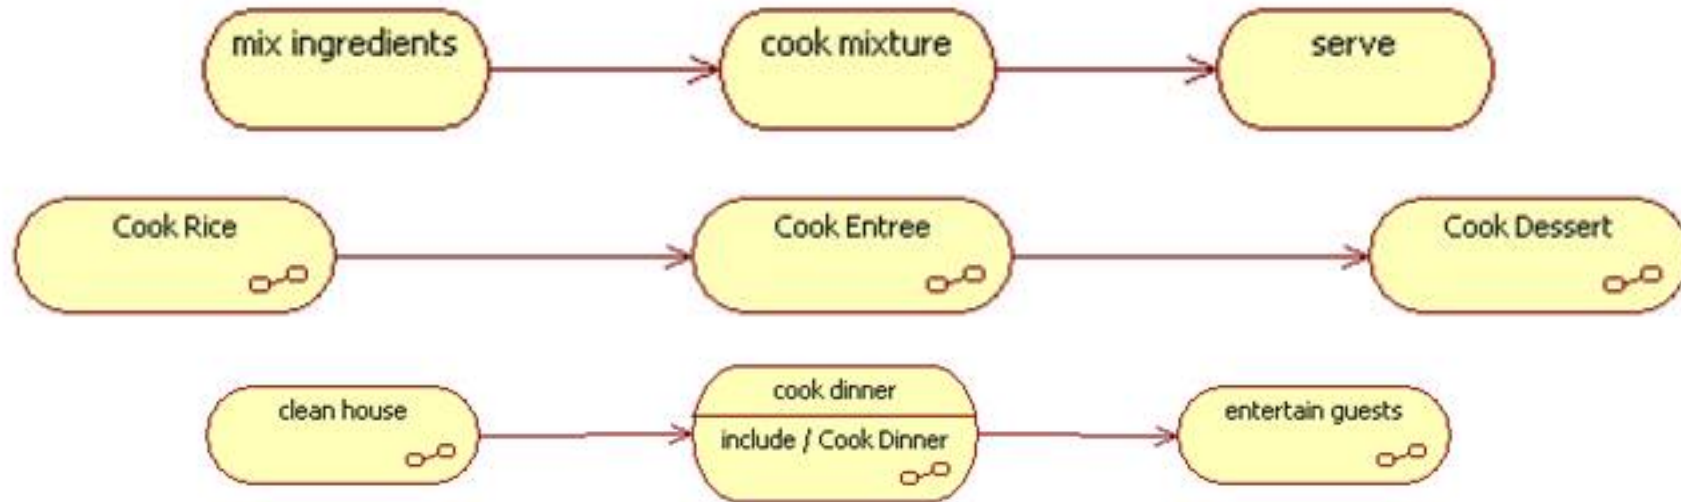 mix ingredients
cook mixture
serve
Cook Rice
Cook Entree
Cook Dessert
clean house
cook dinner
include / Cook Dinner
entertain guests